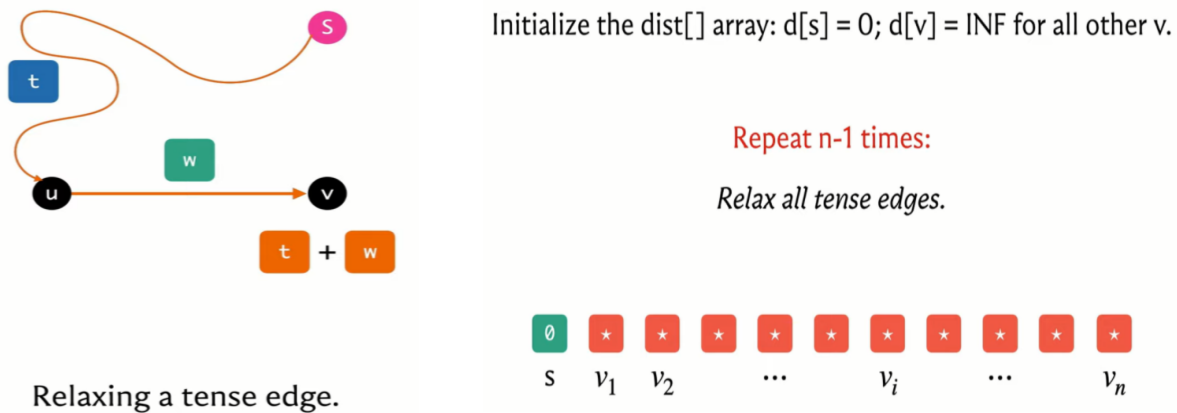 S
t
w
u
v
t + w
Relaxing a tense edge.
Initialize the dist[] array: d[s] = 0; d[v] = INF for all other v.
Repeat n-1 times:
Relax all tense edges.
0 * * * * * * * * * *
s v₁ v₂ ... vᵢ ... vₙ